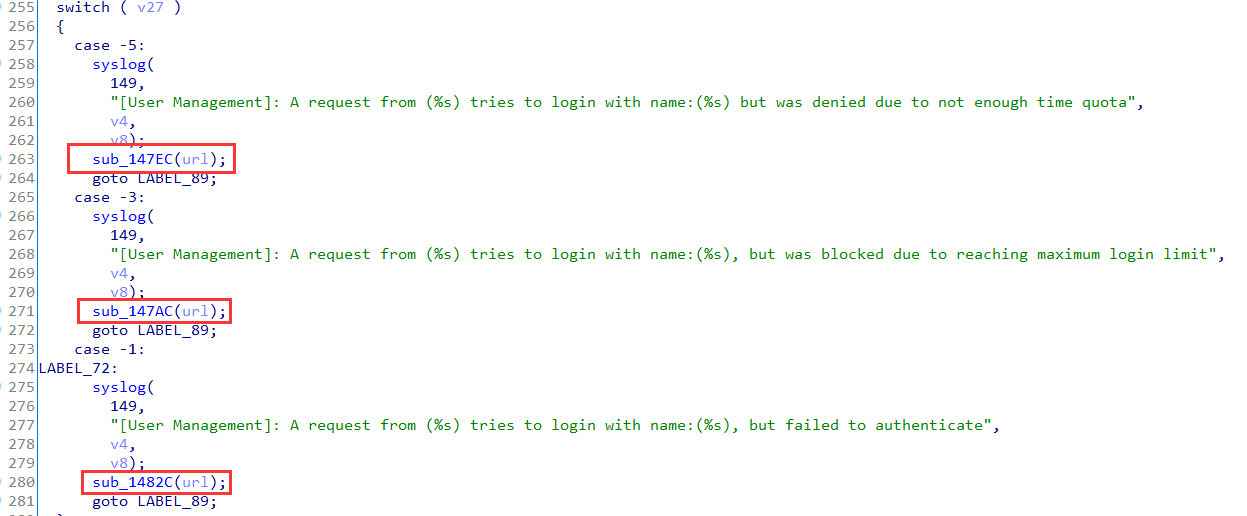 255 switch ( v27 )
256 {
257 case -5:
258 syslog(
259 149,
260 "[User Management]: A request from (%s) tries to login with name:(%s) but was denied due to not enough time quota",
261 v4,
262 v8);
263 sub_147EC(url);
264 goto LABEL_89;
265 case -3:
266 syslog(
267 149,
268 "[User Management]: A request from (%s) tries to login with name:(%s), but was blocked due to reaching maximum login limit",
269 v4,
270 v8);
271 sub_147AC(url);
272 goto LABEL_89;
273 case -1:
274 LABEL_72:
275 syslog(
276 149,
277 "[User Management]: A request from (%s) tries to login with name:(%s), but failed to authenticate",
278 v4,
279 v8);
280 sub_1482C(url);
281 goto LABEL_89;